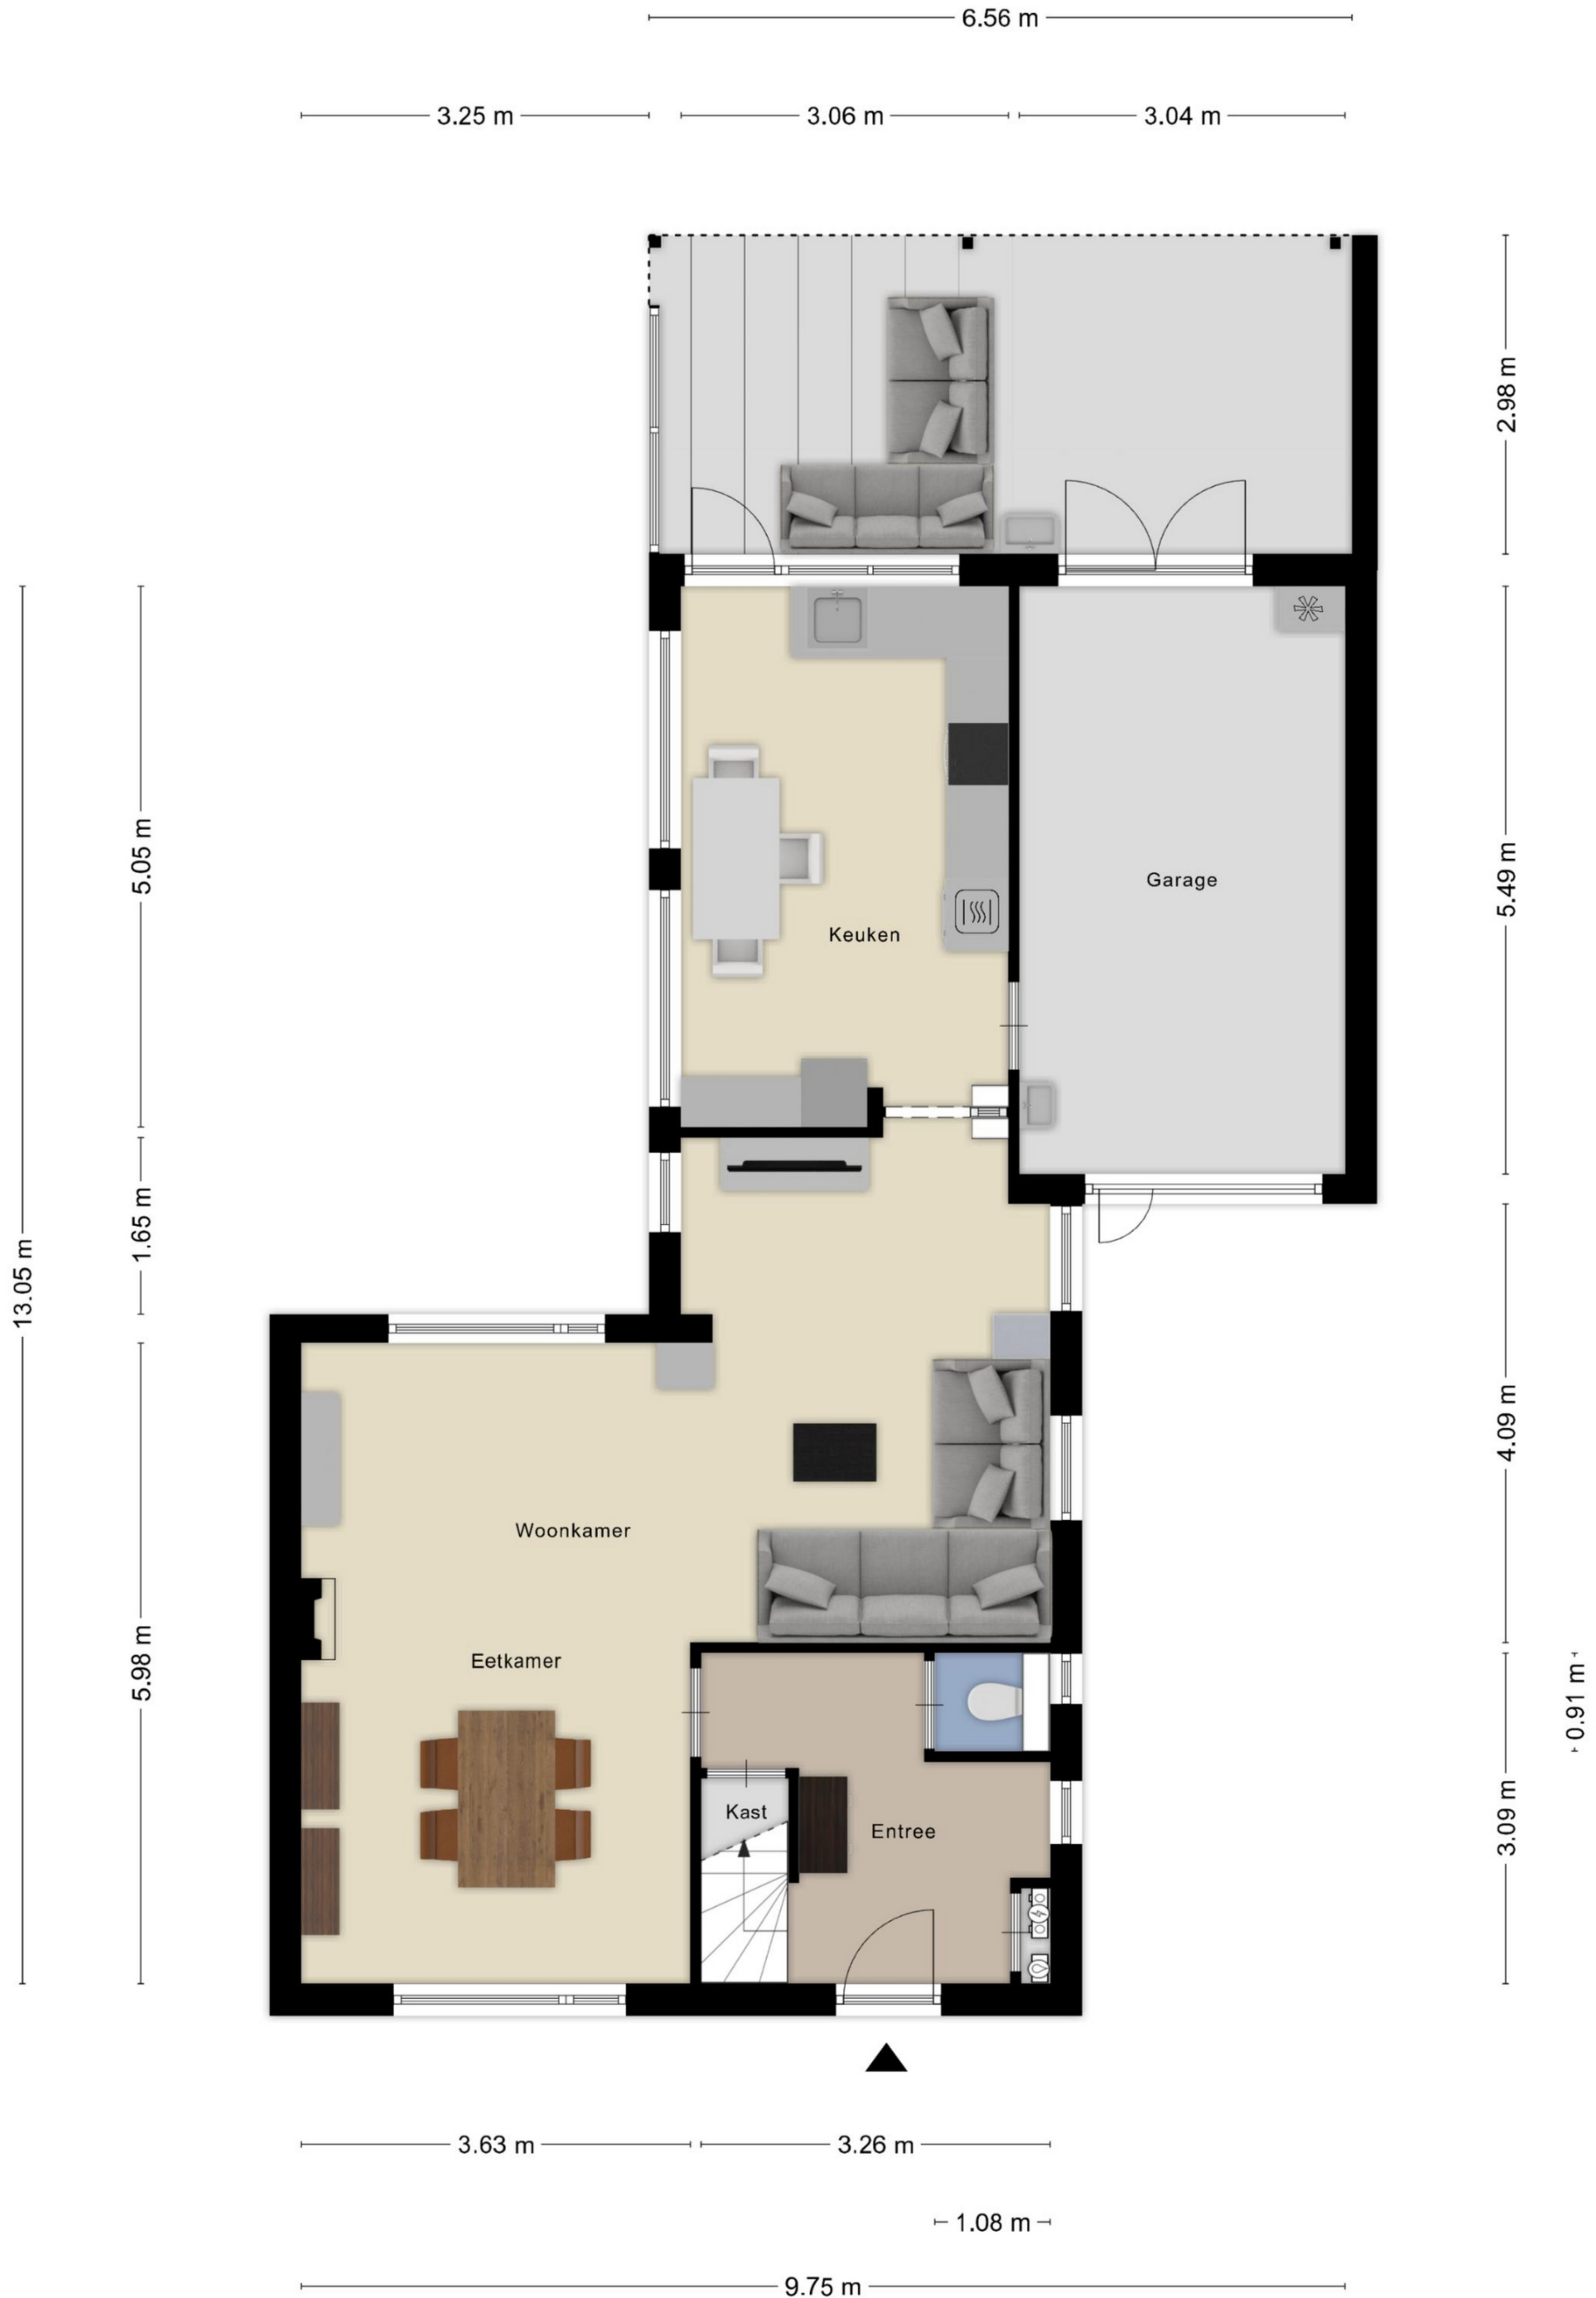 6.56 m
3.25 m
3.06 m
3.04 m
2.98 m
5.05 m
5.49 m
Garage
Keuken
1.65 m
13.05 m
4.09 m
Woonkamer
5.98 m
Eetkamer
0.91 m
Kast
Entree
3.09 m
3.63 m
3.26 m
1.08 m
9.75 m